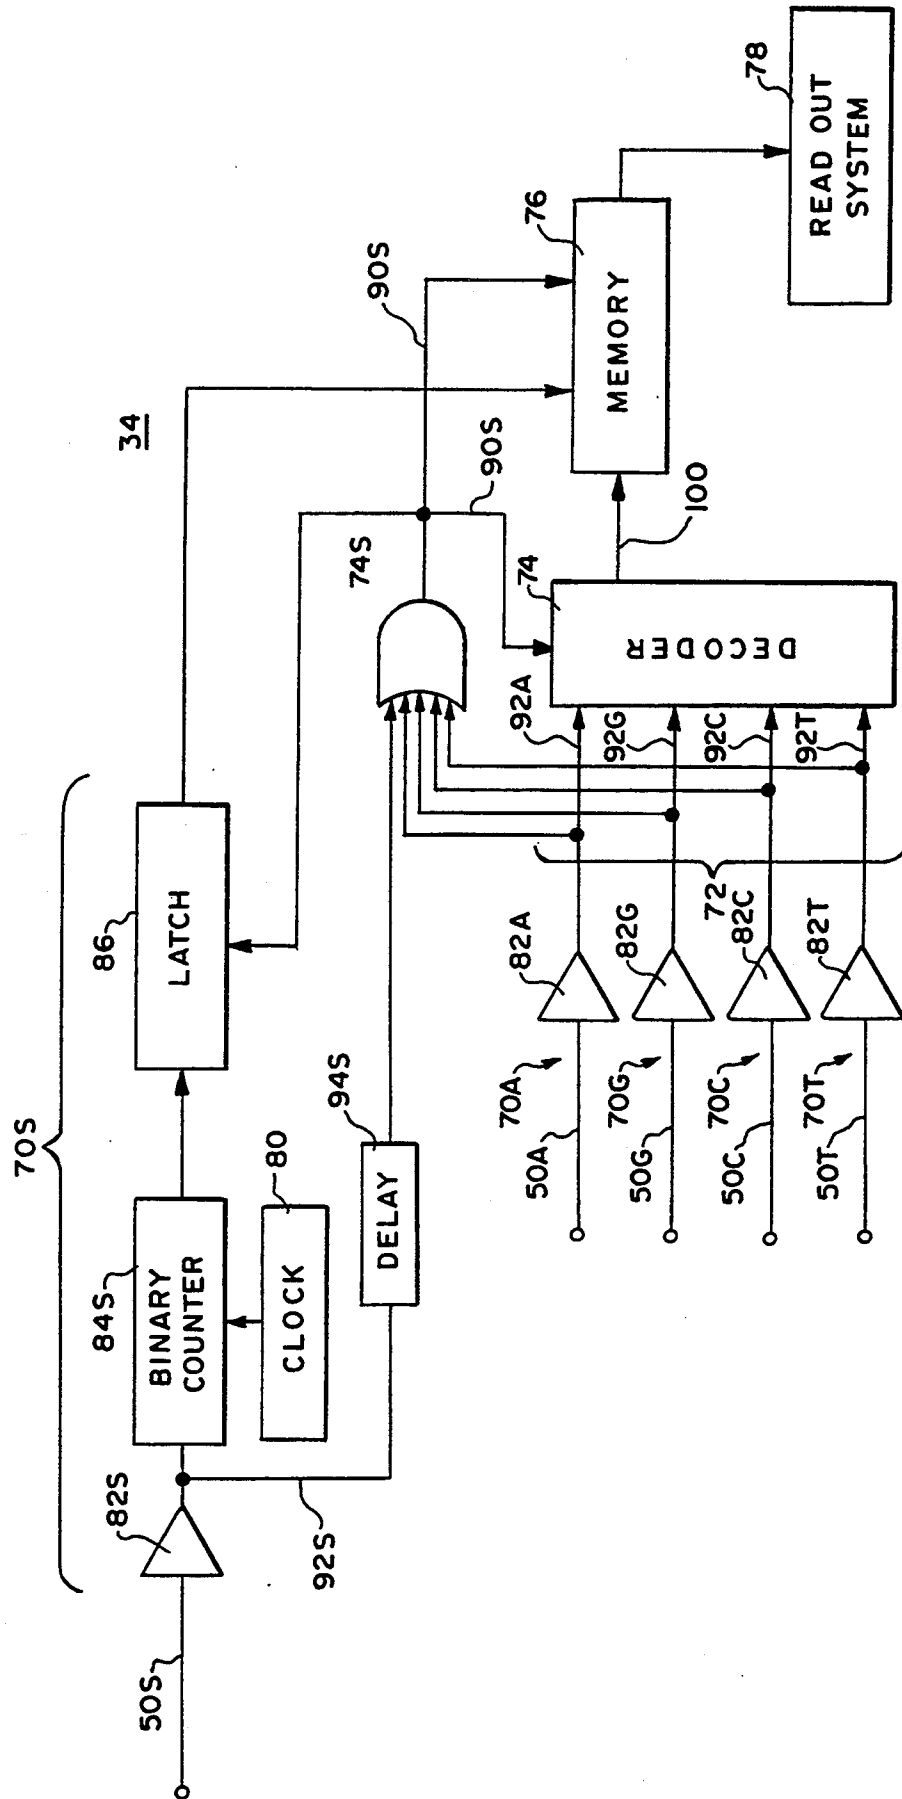 70S
50S
82S
84S
BINARY
COUNTER
86
LATCH
80
CLOCK
92S
94S
DELAY
34
74S
90S
90S
76
MEMORY
78
READ OUT
SYSTEM
100
74
DECODER
50A
70A
82A
92A
50G
70G
82G
92G
72
50C
70C
82C
92C
50T
70T
82T
92T